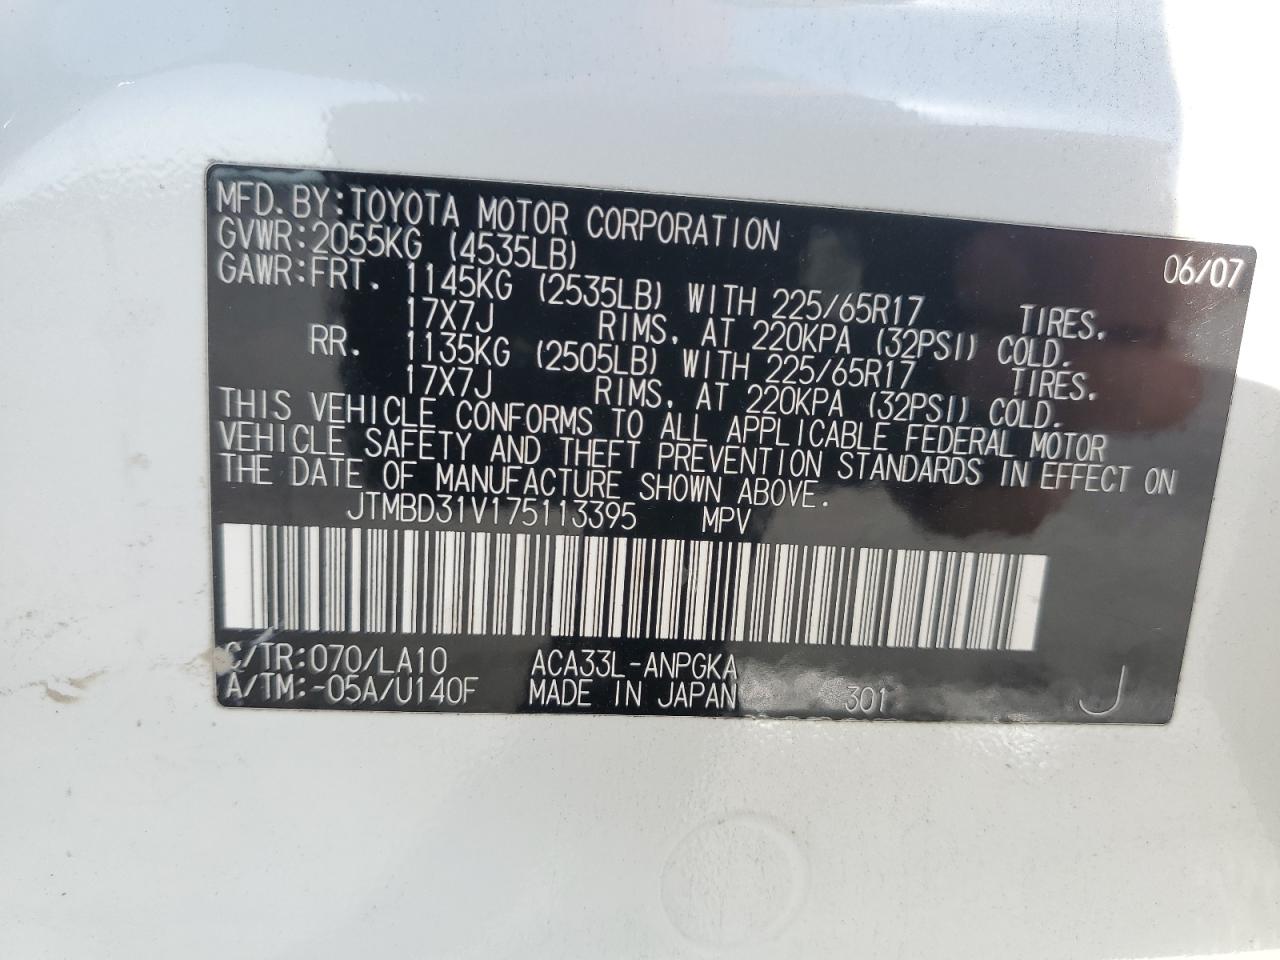 MFD. BY: TOYOTA MOTOR CORPORATION 06/07
GVWR: 2055KG (4535LB)
GAWR: FRT. 1145KG (2535LB) WITH 225/65R17 TIRES,
17X7J RIMS, AT 220KPA (32PSI) COLD.
RR. 1135KG (2505LB) WITH 225/65R17 TIRES,
17X7J RIMS, AT 220KPA (32PSI) COLD.
THIS VEHICLE CONFORMS TO ALL APPLICABLE FEDERAL MOTOR
VEHICLE SAFETY AND THEFT PREVENTION STANDARDS IN EFFECT ON
THE DATE OF MANUFACTURE SHOWN ABOVE.
JTMBD31V175113395 MPV
C/TR: 070/LA10 ACA33L-ANPGKA
A/TM: -05A/U140F MADE IN JAPAN 301 J